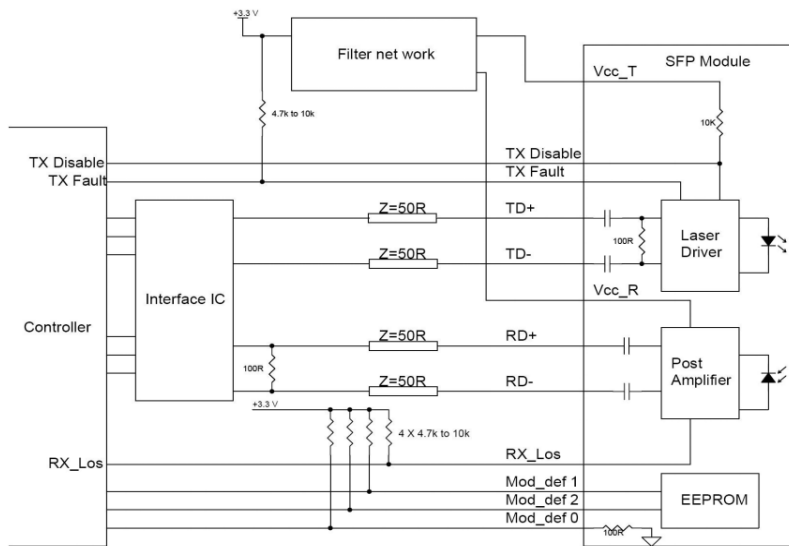 +3.3 V
Filter net work
SFP Module
Vcc_T
4.7k to 10k
10K
TX Disable
TX Disable
TX Fault
TX Fault
Z=50R
TD+
100R
Laser
Driver
Z=50R
TD-
Interface IC
Vcc_R
Controller
Z=50R
RD+
100R
Post
Amplifier
Z=50R
RD-
+3.3 V
4 X 4.7k to 10k
RX_Los
RX_Los
Mod_def 1
Mod_def 2
EEPROM
Mod_def 0
100R